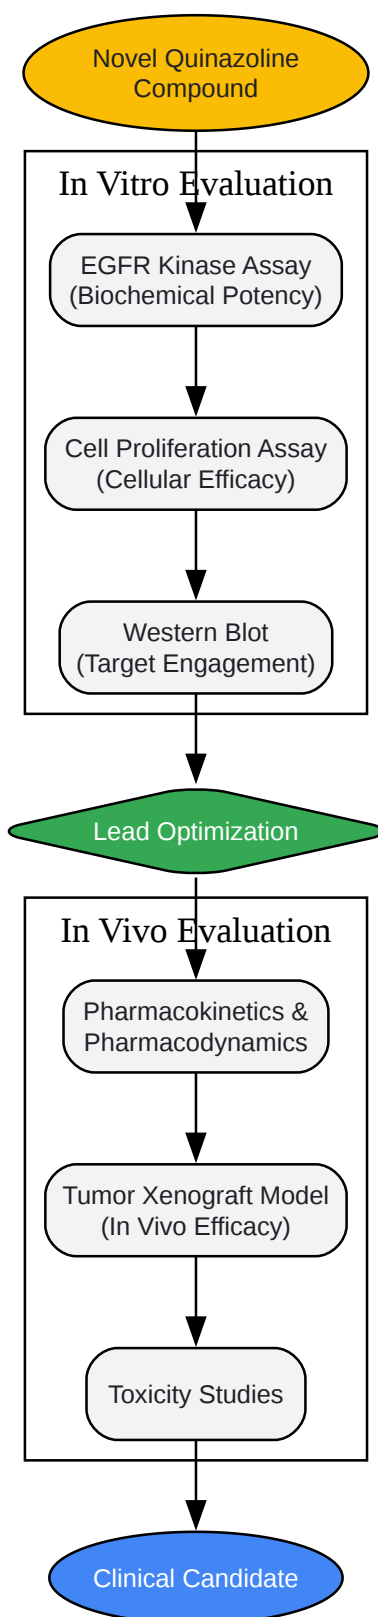 Novel Quinazoline
Compound
In Vitro Evaluation
EGFR Kinase Assay
(Biochemical Potency)
Cell Proliferation Assay
(Cellular Efficacy)
Western Blot
(Target Engagement)
Lead Optimization
In Vivo Evaluation
Pharmacokinetics &
Pharmacodynamics
Tumor Xenograft Model
(In Vivo Efficacy)
Toxicity Studies
Clinical Candidate